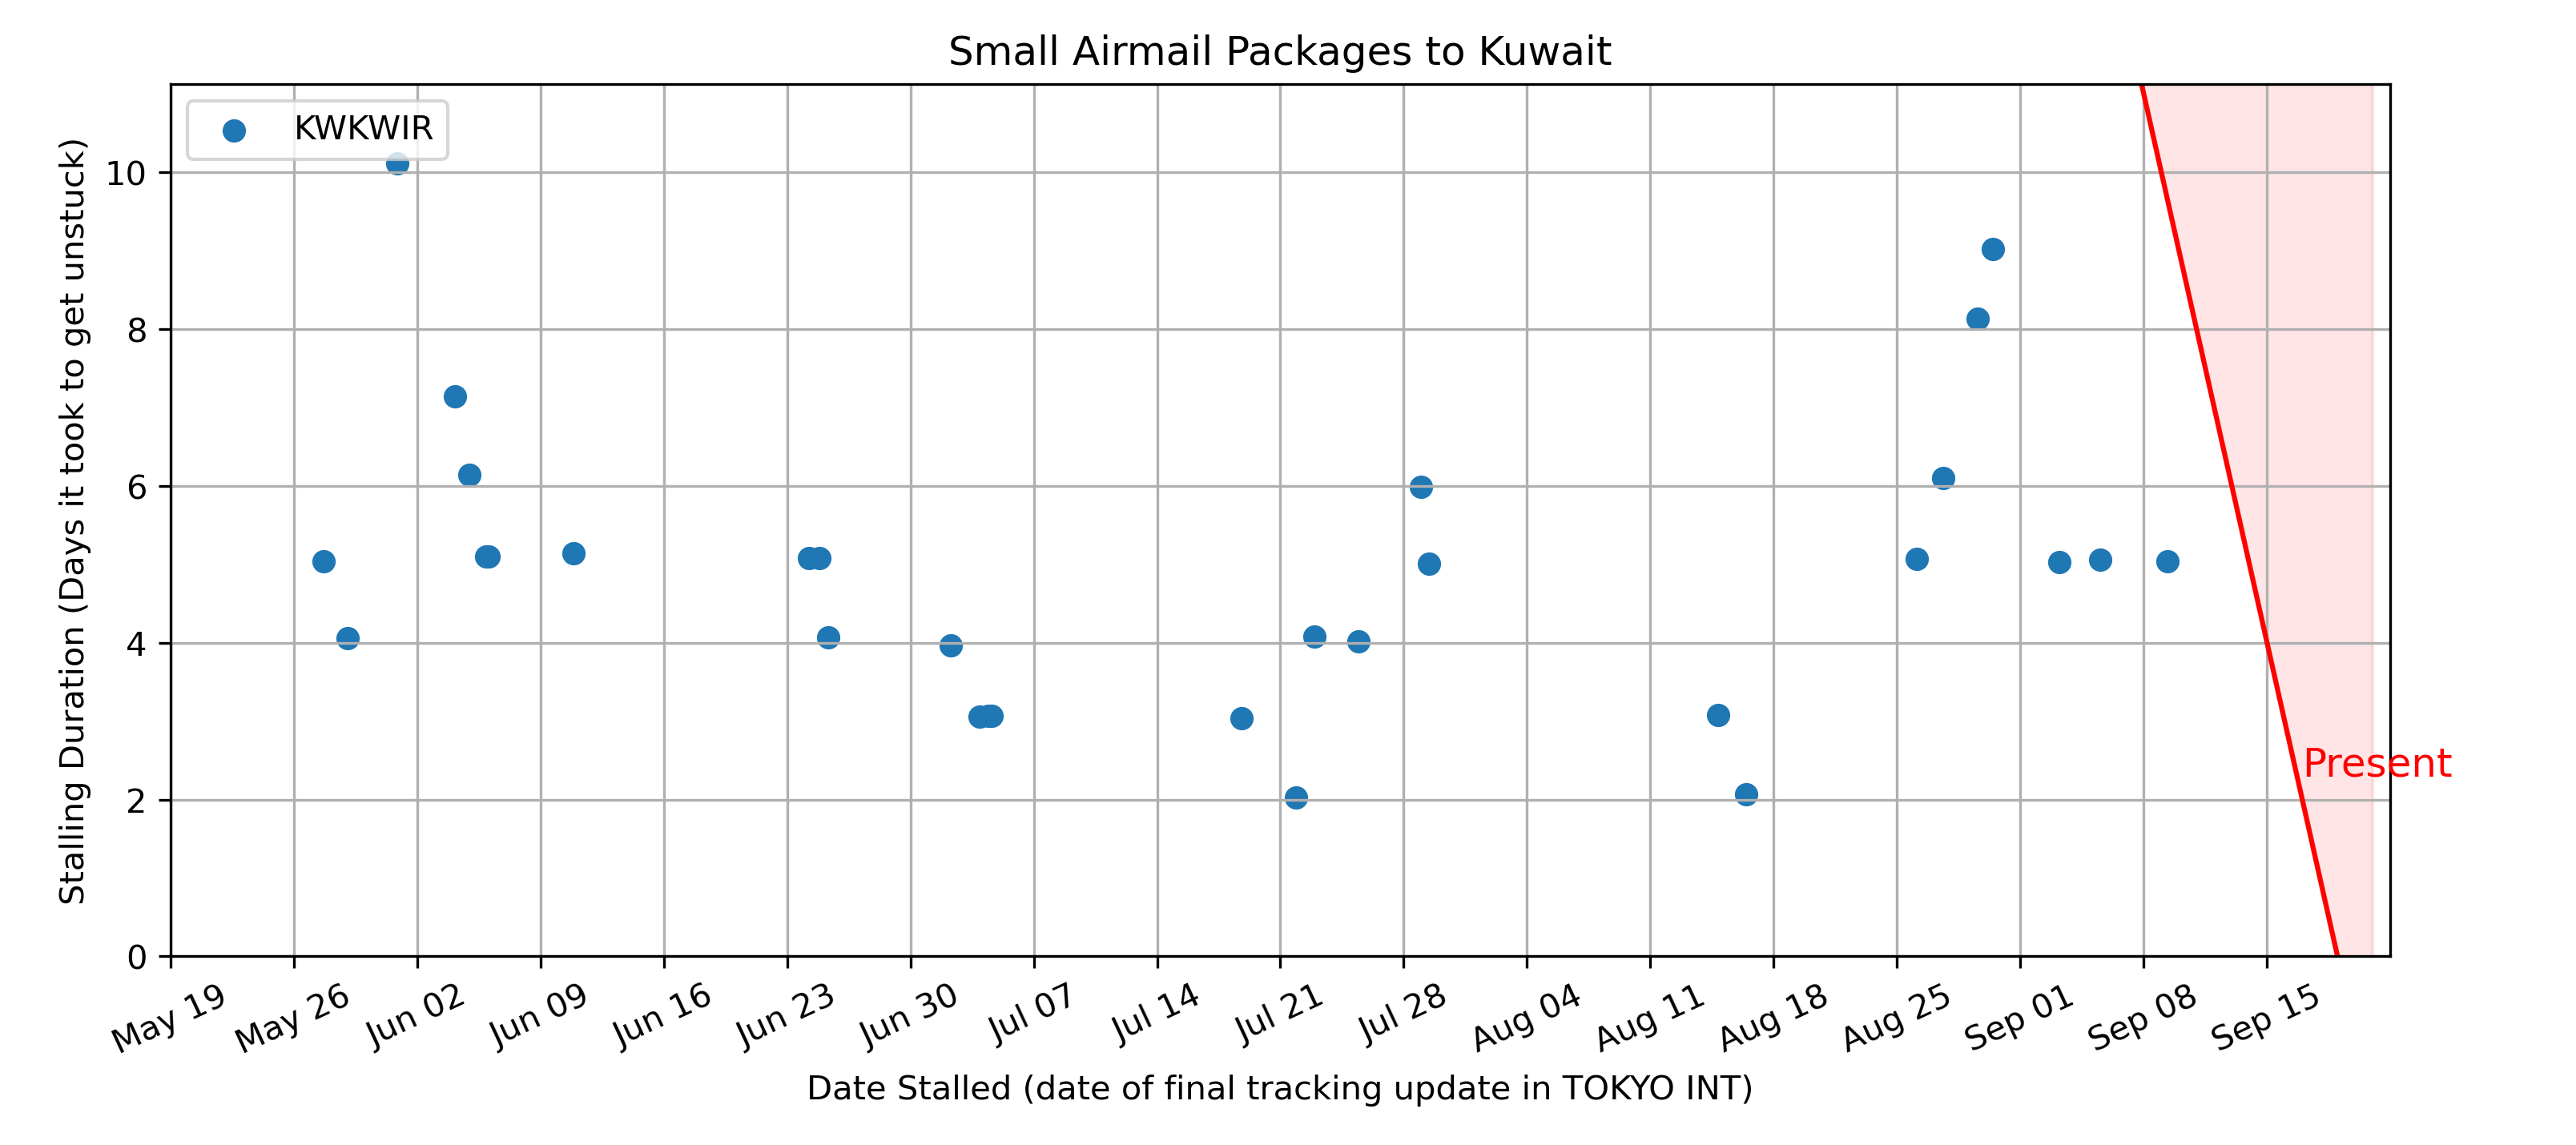 Small Airmail Packages to Kuwait
KWKWIR
Stalling Duration (Days it took to get unstuck)
10
8
6
4
2
0
Present
May 19
May 26
Jun 02
Jun 09
Jun 16
Jun 23
Jun 30
Jul 07
Jul 14
Jul 21
Jul 28
Aug 04
Aug 11
Aug 18
Aug 25
Sep 01
Sep 08
Sep 15
Date Stalled (date of final tracking update in TOKYO INT)